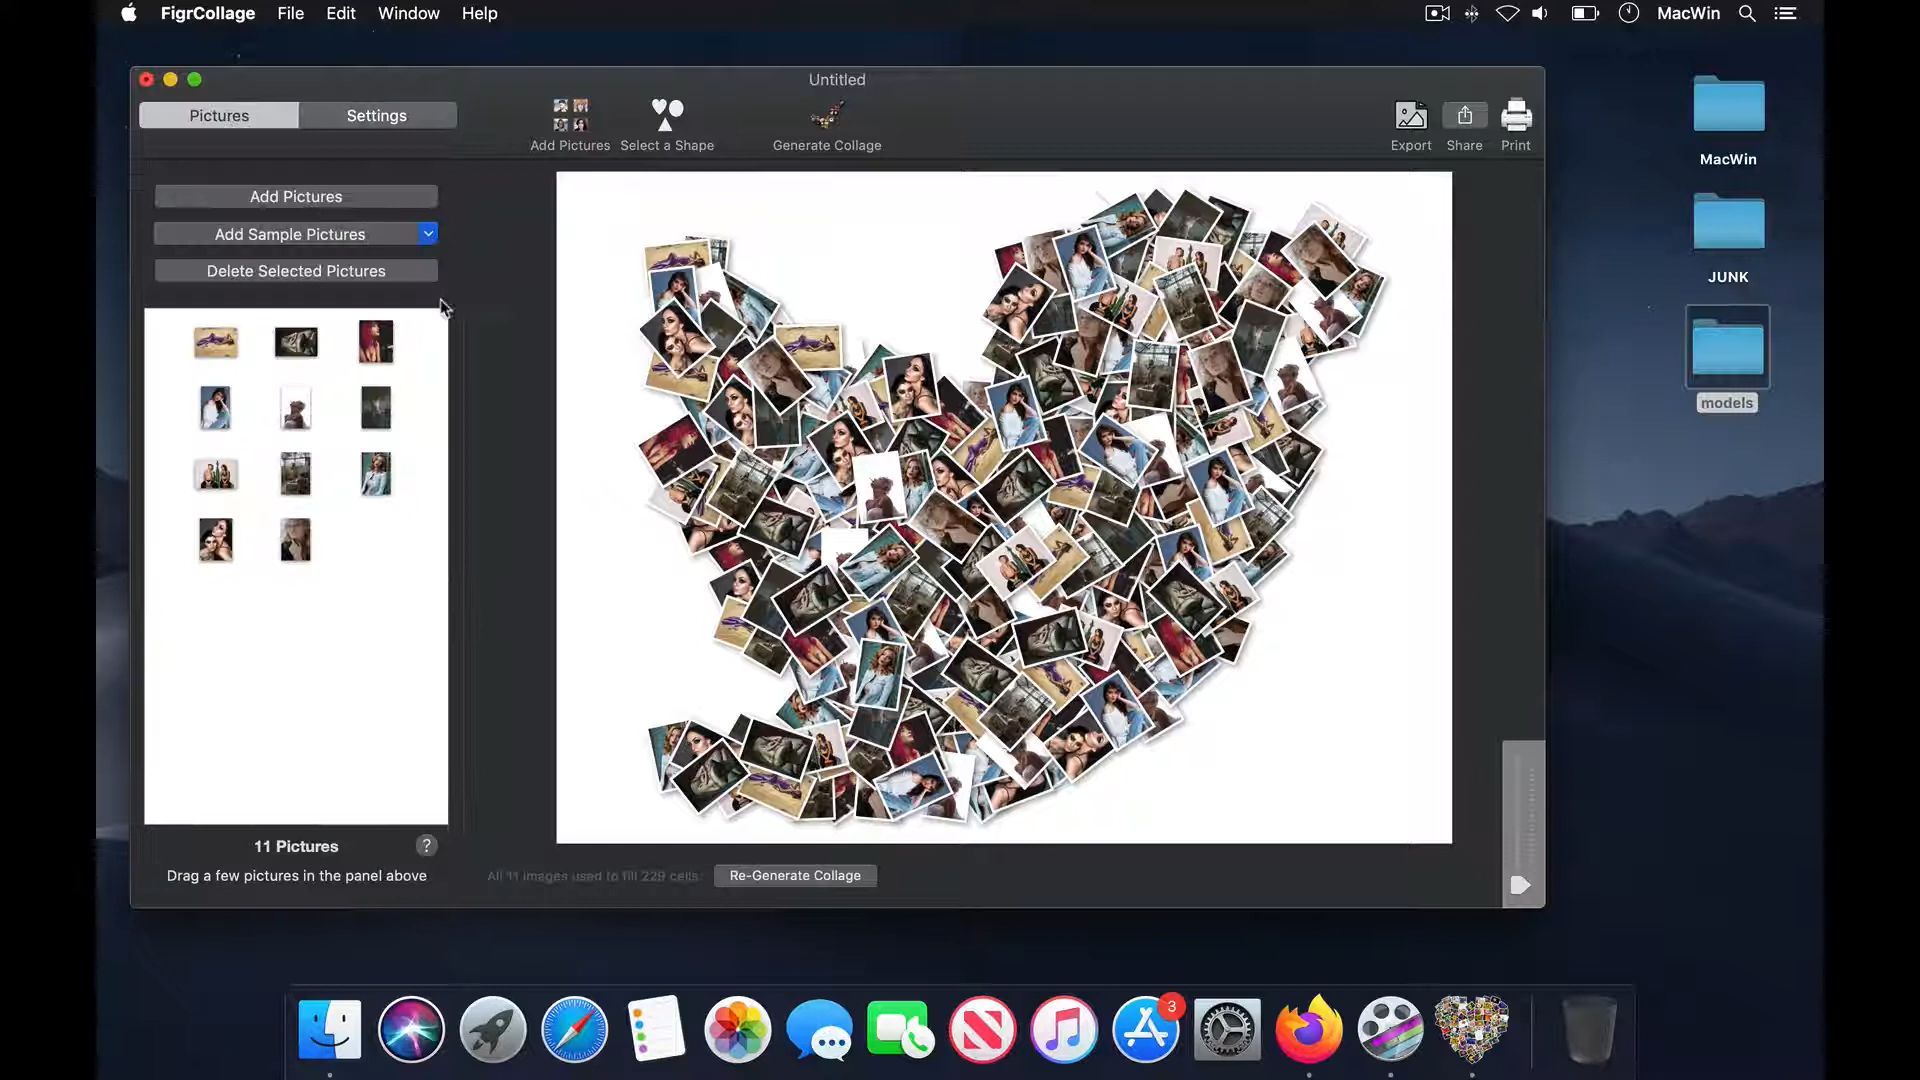 FigrCollage File Edit Window Help
MacWin
Untitled
Pictures Settings
Add Pictures Select a Shape Generate Collage
Export Share Print
Add Pictures
Add Sample Pictures
Delete Selected Pictures
11 Pictures
?
Drag a few pictures in the panel above
All 11 images used to fill 229 cells.
Re-Generate Collage
MacWin
JUNK
models
3